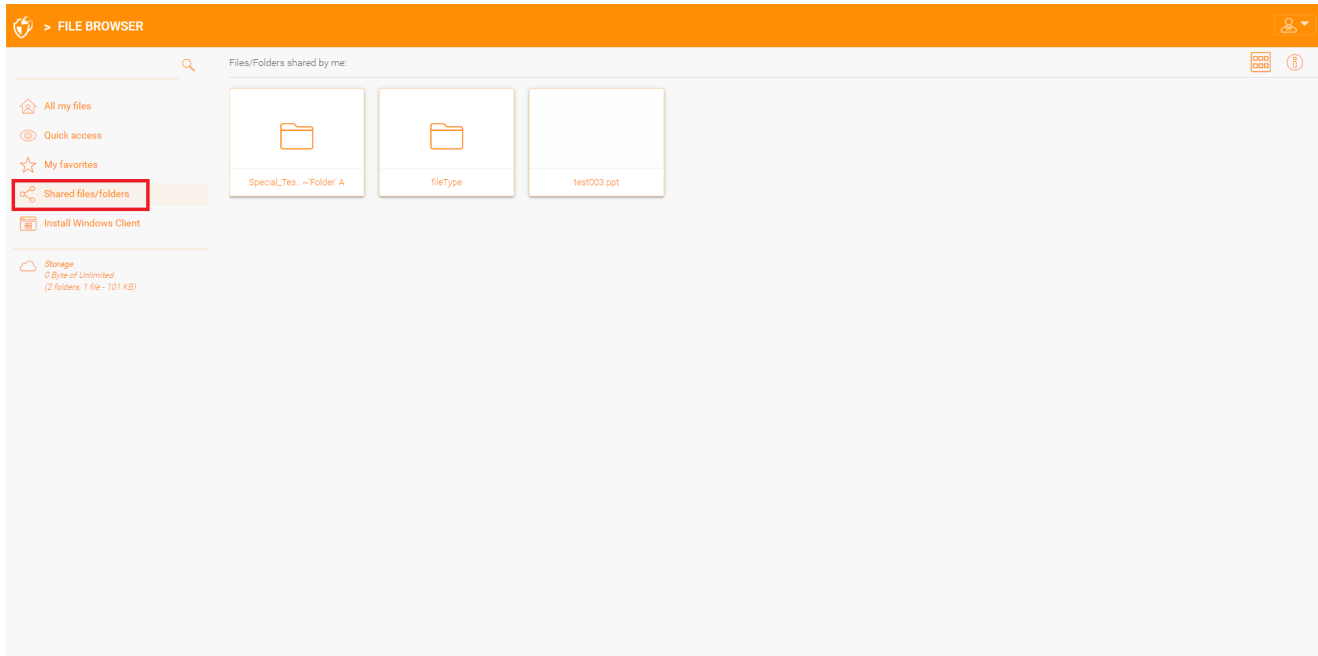 > FILE BROWSER
Files/Folders shared by me:
All my files
Quick access
My favorites
Shared files/folders
Install Windows Client
Storage
0 Byte of Unlimited
(2 folders, 1 file - 101 KB)
Special_Tes...~'Folder' A
fileType
test003.ppt